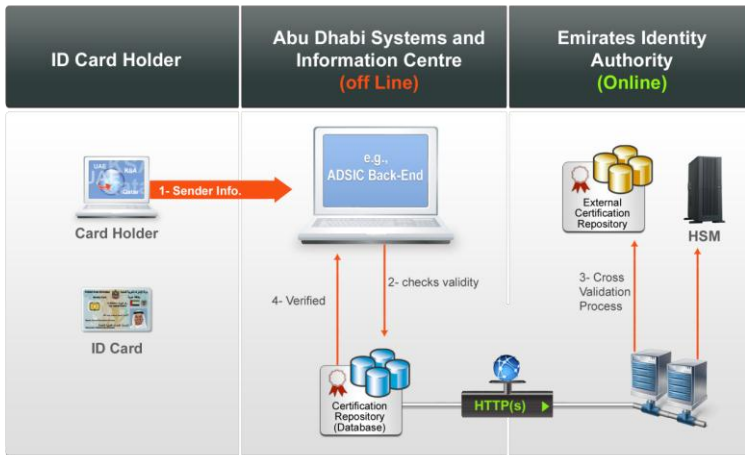 ID Card Holder
Abu Dhabi Systems and
Information Centre
(off Line)
Emirates Identity
Authority
(Online)
UAE
KSA
1- Sender Info.
Card Holder
ID Card
e.g.,
ADSIC Back-End
2- checks validity
4- Verified
Certification
Repository
(Database)
HTTP(s)
External
Certification
Repository
HSM
3- Cross
Validation
Process